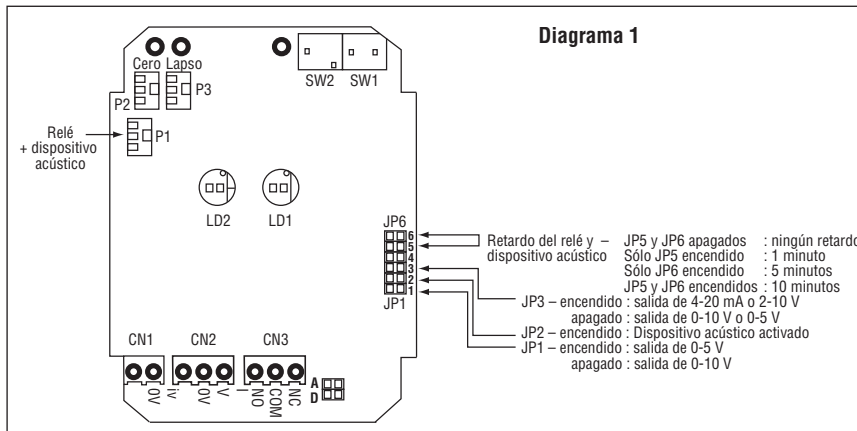 Diagrama 1
Cero Lapso
P2
P3
SW2 SW1
Relé
+ dispositivo
acústico
P1
LD2 LD1
JP6
6
5
4
3
2
1
JP1
Retardo del relé y –
dispositivo acústico
JP5 y JP6 apagados : ningún retardo
Sólo JP5 encendido : 1 minuto
Sólo JP6 encendido : 5 minutos
JP5 y JP6 encendidos : 10 minutos
JP3 – encendido : salida de 4-20 mA o 2-10 V
apagado : salida de 0-10 V o 0-5 V
JP2 – encendido : Dispositivo acústico activado
JP1 – encendido : salida de 0-5 V
apagado : salida de 0-10 V
CN1 CN2 CN3
0V
iv
0V
V
I
NO
COM
NC
A
D